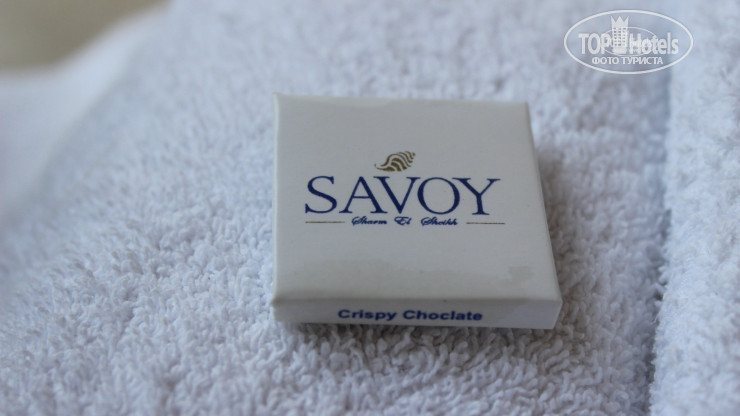 TOP Hotels
ФОТО ТУРИСТА
SAVOY
Sharm El Sheikh
Crispy Choclate